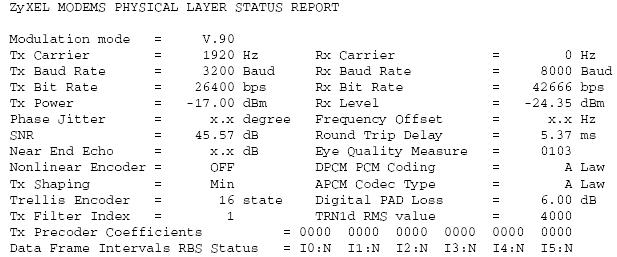 ZyXEL MODEMS PHYSICAL LAYER STATUS REPORT
Modulation mode = V.90
Tx Carrier = 1920 Hz Rx Carrier = 0 Hz
Tx Baud Rate = 3200 Baud Rx Baud Rate = 8000 Baud
Tx Bit Rate = 26400 bps Rx Bit Rate = 42666 bps
Tx Power = -17.00 dBm Rx Level = -24.35 dBm
Phase Jitter = x.x degree Frequency Offset = x.x Hz
SNR = 45.57 dB Round Trip Delay = 5.37 ms
Near End Echo = x.x dB Eye Quality Measure = 0103
Nonlinear Encoder = OFF DPCM PCM Coding = A Law
Tx Shaping = Min APCM Codec Type = A Law
Trellis Encoder = 16 state Digital PAD Loss = 6.00 dB
Tx Filter Index = 1 TRN1d RMS value = 4000
Tx Precoder Coefficients = 0000 0000 0000 0000 0000 0000
Data Frame Intervals RBS Status = I0:N I1:N I2:N I3:N I4:N I5:N